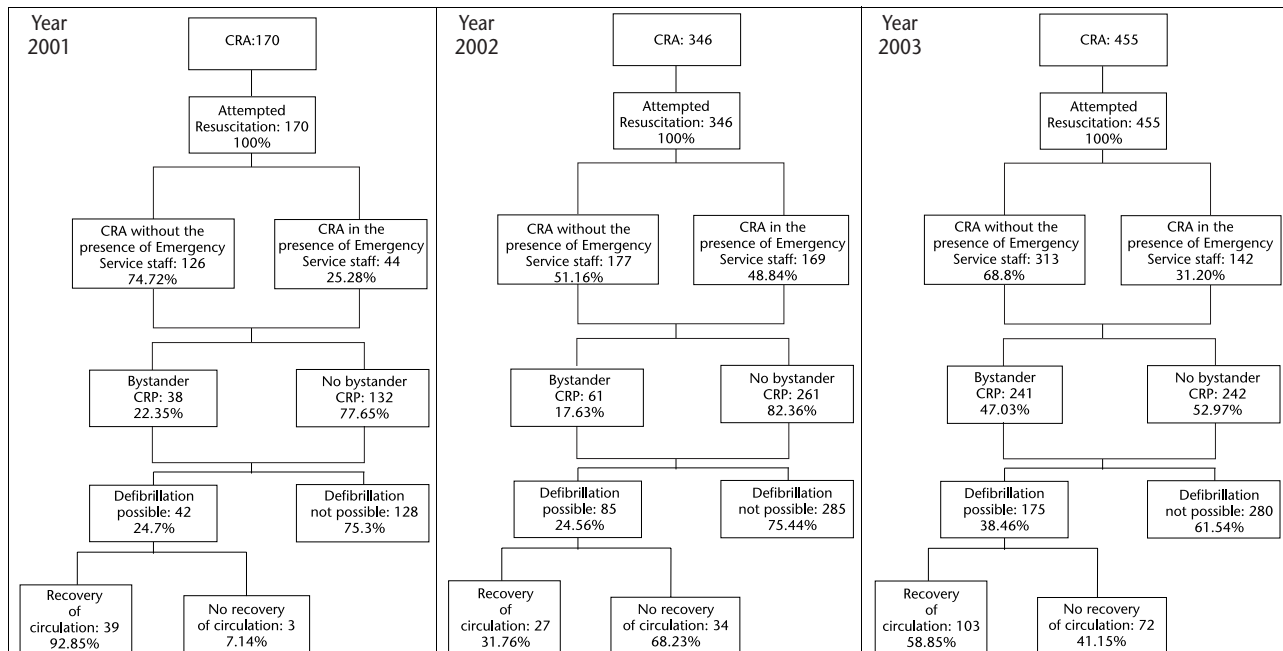 Year
2001
CRA:170
Attempted
Resuscitation: 170
100%
CRA without the
presence of Emergency
Service staff: 126
74.72%
CRA in the
presence of Emergency
Service staff: 44
25.28%
Bystander
CRP: 38
22.35%
No bystander
CRP: 132
77.65%
Defibrillation
possible: 42
24.7%
Defibrillation
not possible: 128
75.3%
Recovery
of
circulation: 39
92.85%
No recovery
of circulation: 3
7.14%
Year
2002
CRA: 346
Attempted
Resuscitation: 346
100%
CRA without the
presence of Emergency
Service staff: 177
51.16%
CRA in the
presence of Emergency
Service staff: 169
48.84%
Bystander
CRP: 61
17.63%
No bystander
CRP: 261
82.36%
Defibrillation
possible: 85
24.56%
Defibrillation
not possible: 285
75.44%
Recovery
of
circulation: 27
31.76%
No recovery
of circulation: 34
68.23%
Year
2003
CRA: 455
Attempted
Resuscitation: 455
100%
CRA without the
presence of Emergency
Service staff: 313
68.8%
CRA in the
presence of Emergency
Service staff: 142
31.20%
Bystander
CRP: 241
47.03%
No bystander
CRP: 242
52.97%
Defibrillation
possible: 175
38.46%
Defibrillation
not possible: 280
61.54%
Recovery
of
circulation: 103
58.85%
No recovery
of circulation: 72
41.15%